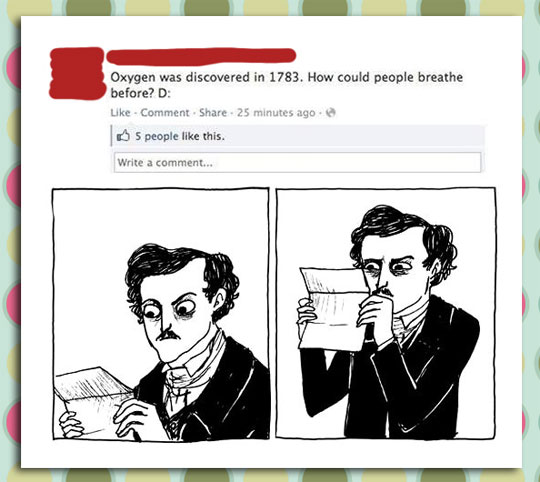 Oxygen was discovered in 1783. How could people breathe
before? D:
Like · Comment · Share · 25 minutes ago ·
5 people like this.
Write a comment...